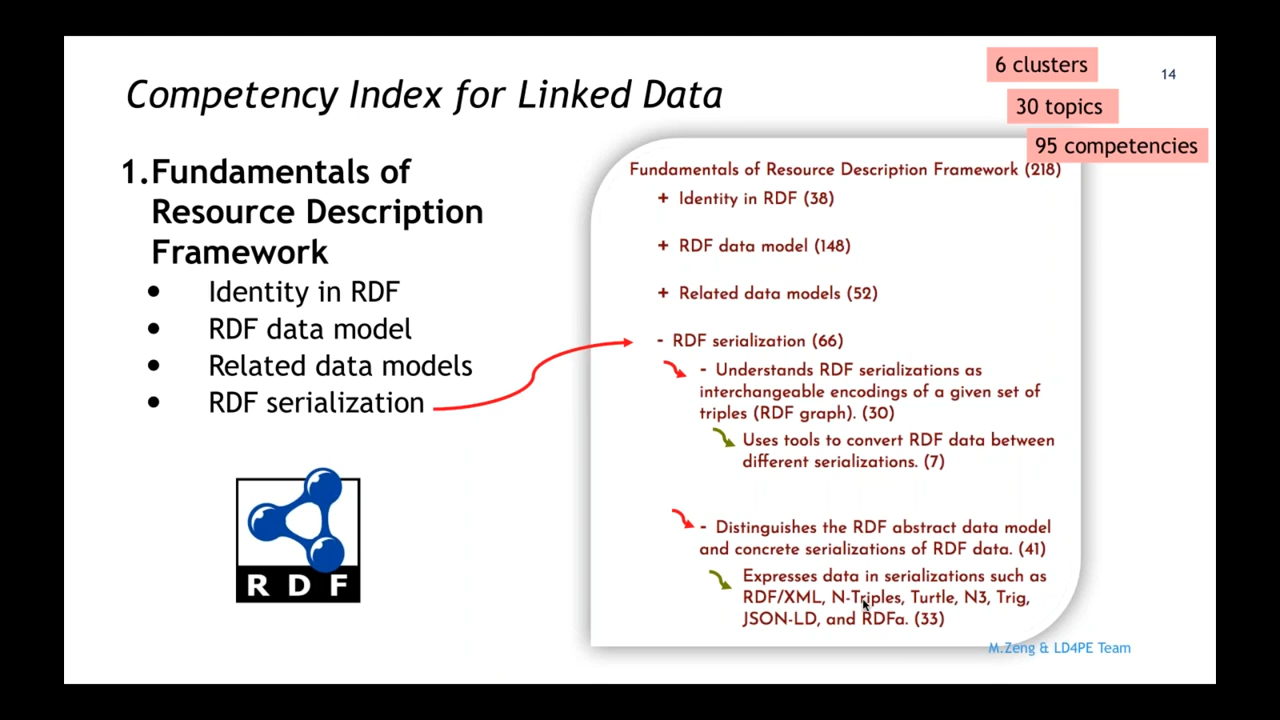 6 clusters
14
Competency Index for Linked Data
30 topics
95 competencies
1.Fundamentals of
Resource Description
Framework
• Identity in RDF
• RDF data model
• Related data models
• RDF serialization
RDF
Fundamentals of Resource Description Framework (218)
+ Identity in RDF (38)
+ RDF data model (148)
+ Related data models (52)
- RDF serialization (66)
- Understands RDF serializations as
interchangeable encodings of a given set of
triples (RDF graph). (30)
Uses tools to convert RDF data between
different serializations. (7)
- Distinguishes the RDF abstract data model
and concrete serializations of RDF data. (41)
Expresses data in serializations such as
RDF/XML, N-Triples, Turtle, N3, Trig,
JSON-LD, and RDFa. (33)
M.Zeng & LD4PE Team